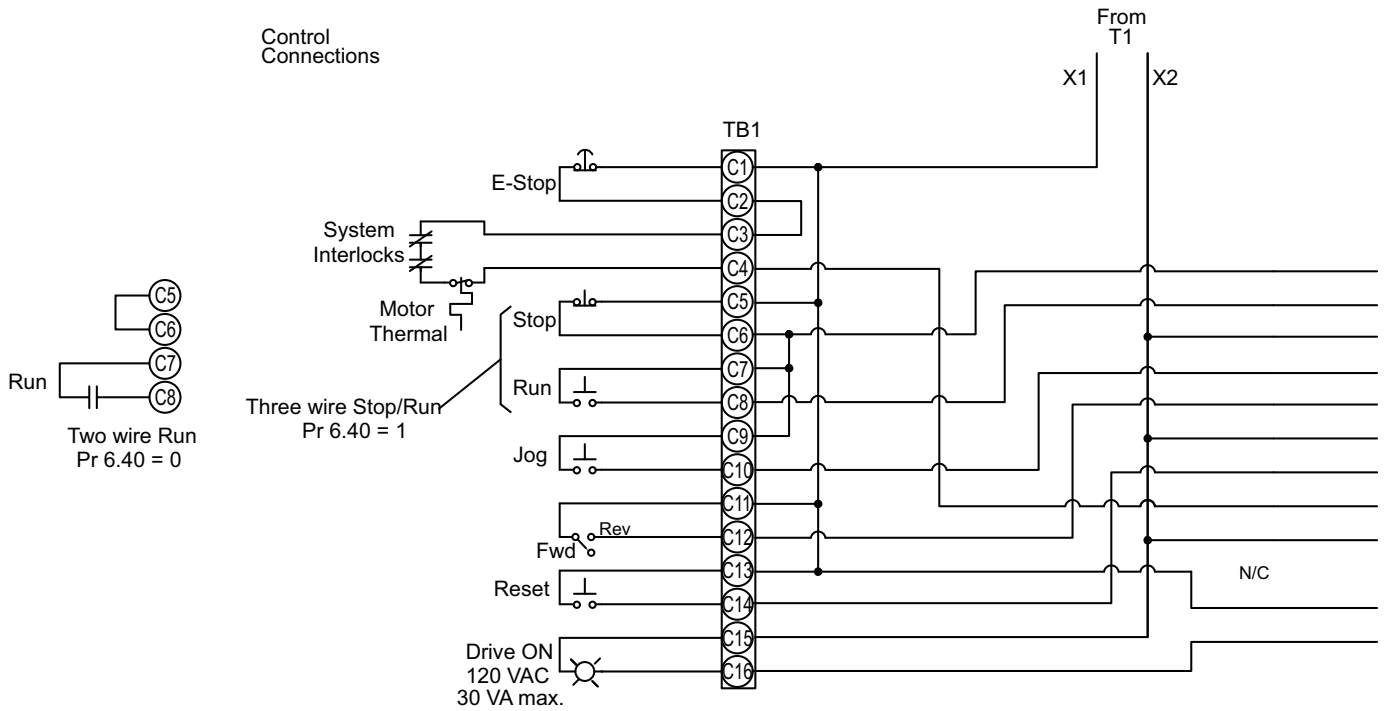 Control
Connections
From
T1
X1
X2
TB1
C1
E-Stop
C2
System
Interlocks
C3
C4
Motor
Thermal
C5
Stop
C6
C7
Run
C8
Three wire Stop/Run
Pr 6.40 = 1
C9
Jog
C10
C11
Rev
Fwd
C12
C13
Reset
C14
N/C
C15
Drive ON
120 VAC
30 VA max.
C16
C5
C6
C7
Run
C8
Two wire Run
Pr 6.40 = 0